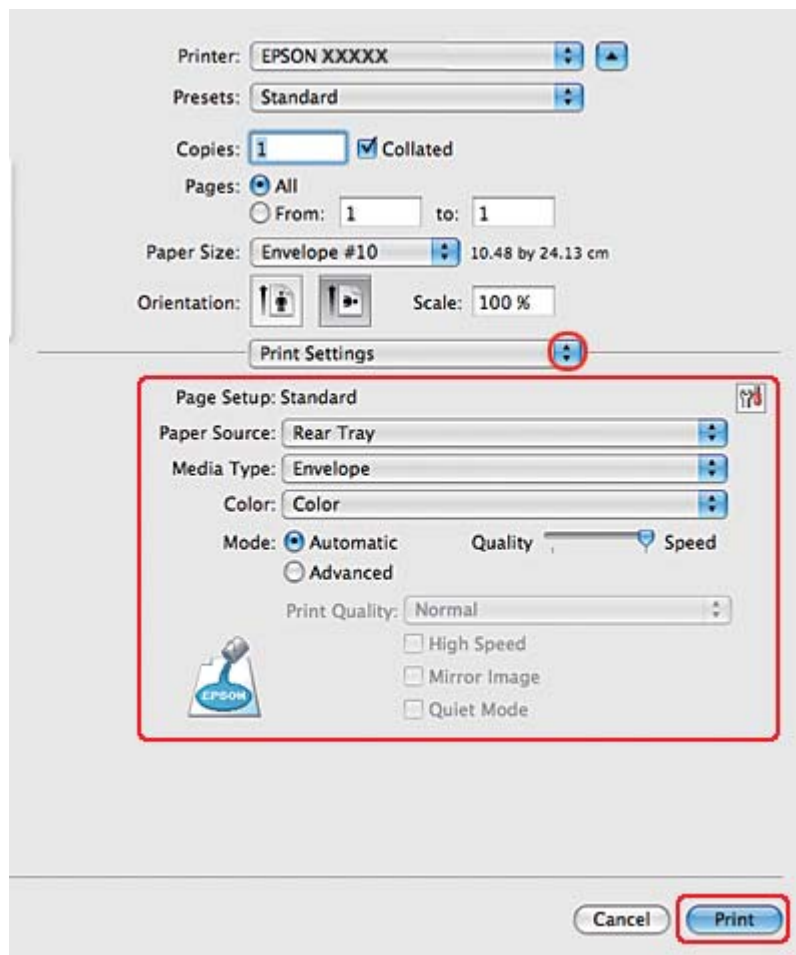 Printer: EPSON XXXXX
Presets: Standard
Copies: 1 Collated
Pages: All
From: 1 to: 1
Paper Size: Envelope #10 10.48 by 24.13 cm
Orientation: Scale: 100 %
Print Settings
Page Setup: Standard
Paper Source: Rear Tray
Media Type: Envelope
Color: Color
Mode: Automatic Quality Speed
Advanced
Print Quality: Normal
High Speed
Mirror Image
Quiet Mode
EPSON
Cancel Print